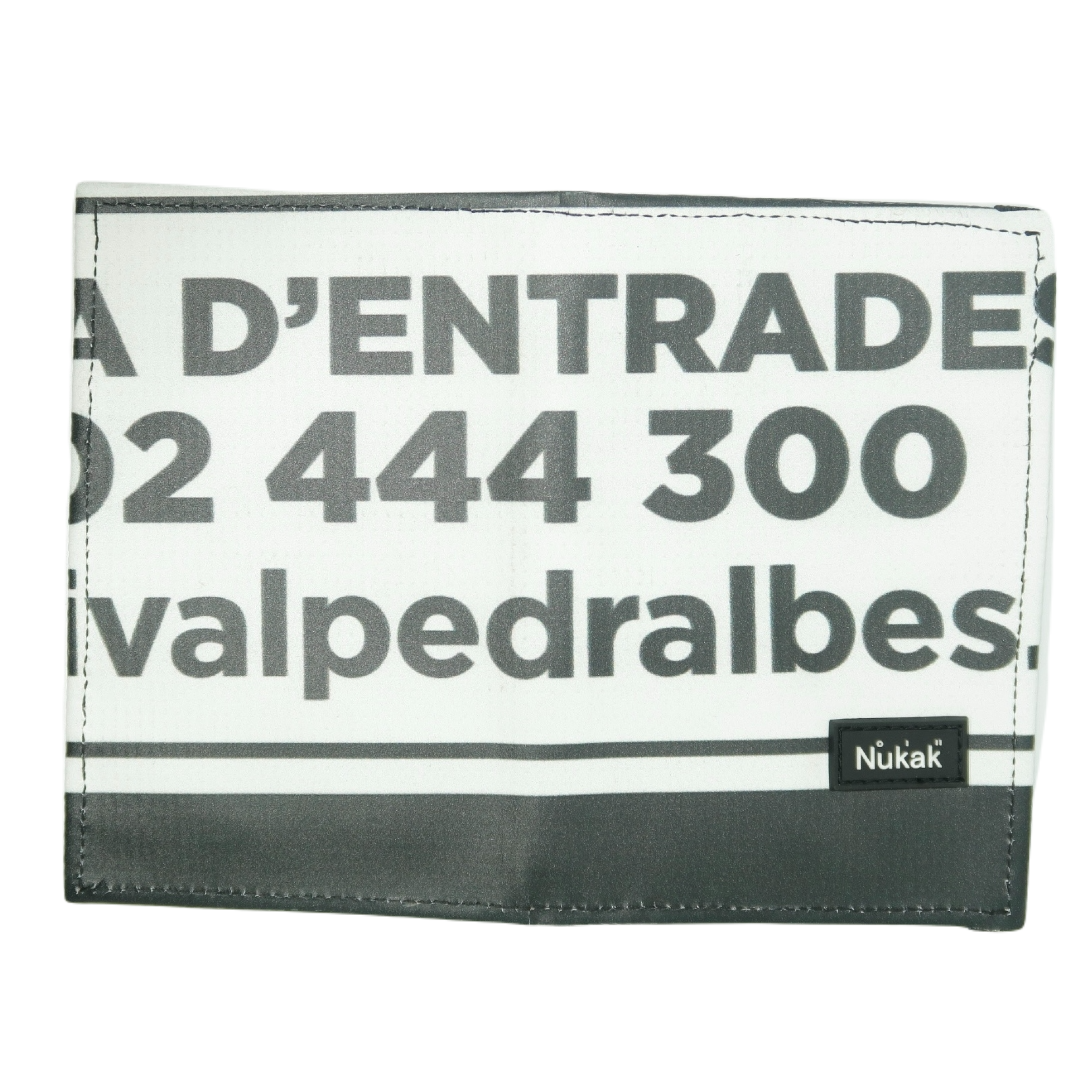 A D’ENTRADES
02 444 300
ivalpedralbes.
Nukak